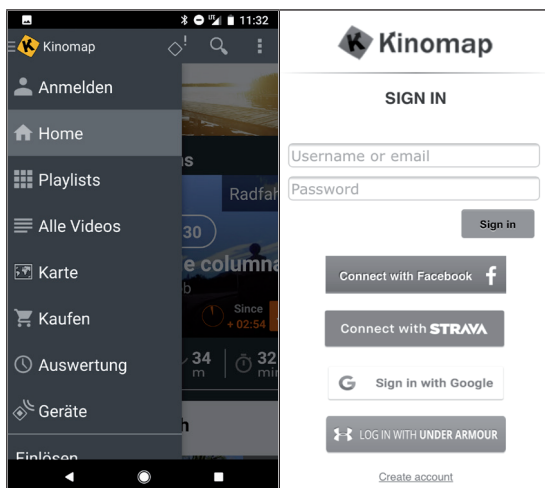 11:32
Kinomap
Anmelden
Home
Playlists
Alle Videos
Karte
Kaufen
Auswertung
Geräte
Einlösen
s
Radfah
30
e columna
b
Since
+ 02:54
34
m
32
min
h
Kinomap
SIGN IN
Username or email
Password
Sign in
Connect with Facebook
Connect with STRAVA
Sign in with Google
LOG IN WITH UNDER ARMOUR
Create account